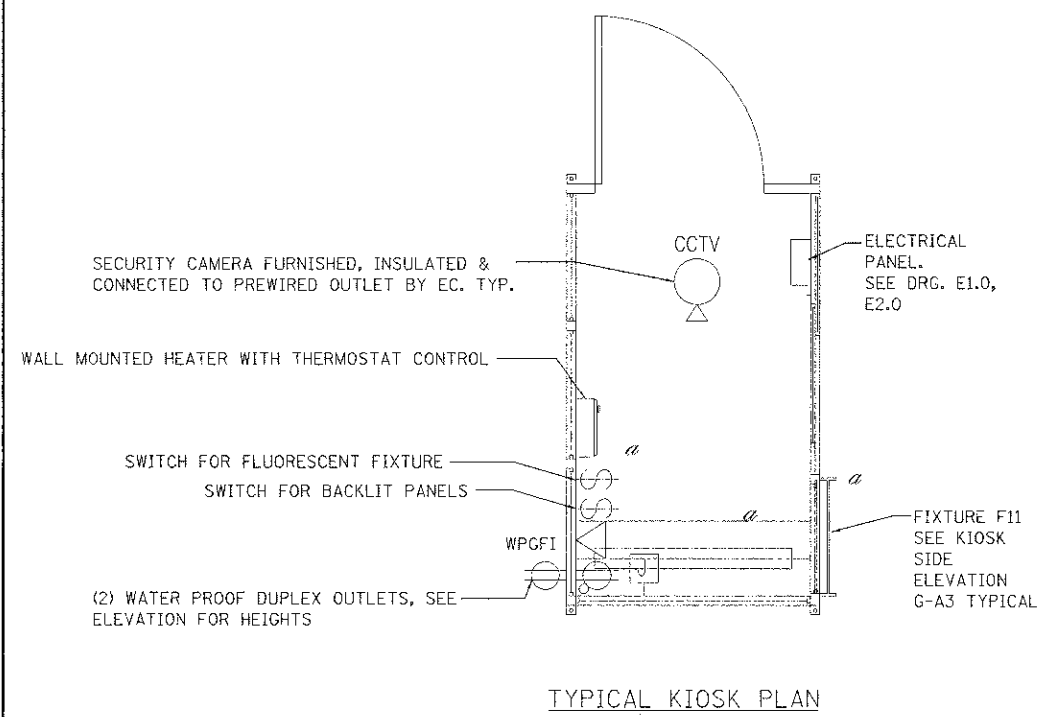 CCTV
ELECTRICAL
PANEL.
SEE DRG. E1.0,
E2.0
SECURITY CAMERA FURNISHED, INSULATED &
CONNECTED TO PREWIRED OUTLET BY EC. TYP.
WALL MOUNTED HEATER WITH THERMOSTAT CONTROL
a
SWITCH FOR FLUORESCENT FIXTURE
a
SWITCH FOR BACKLIT PANELS
a
WPGFI
FIXTURE F11
SEE KIOSK
SIDE
ELEVATION
G-A3 TYPICAL
(2) WATER PROOF DUPLEX OUTLETS, SEE
ELEVATION FOR HEIGHTS
TYPICAL KIOSK PLAN